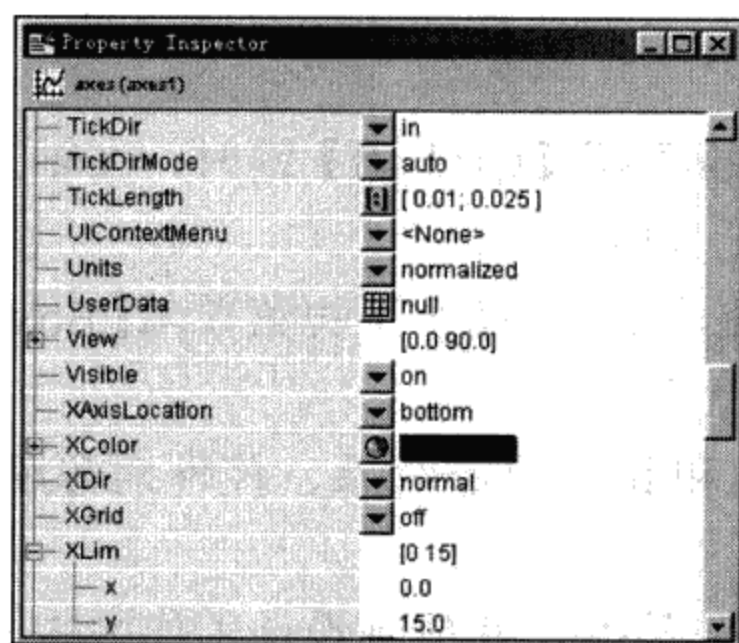 Property Inspector
axes (axes1)
TickDir in
TickDirMode auto
TickLength [ 0.01; 0.025 ]
UIContextMenu <None>
Units normalized
UserData null
View [0.0 90.0]
Visible on
XAxisLocation bottom
XColor
XDir normal
XGrid off
XLim [0 15]
x 0.0
y 15.0